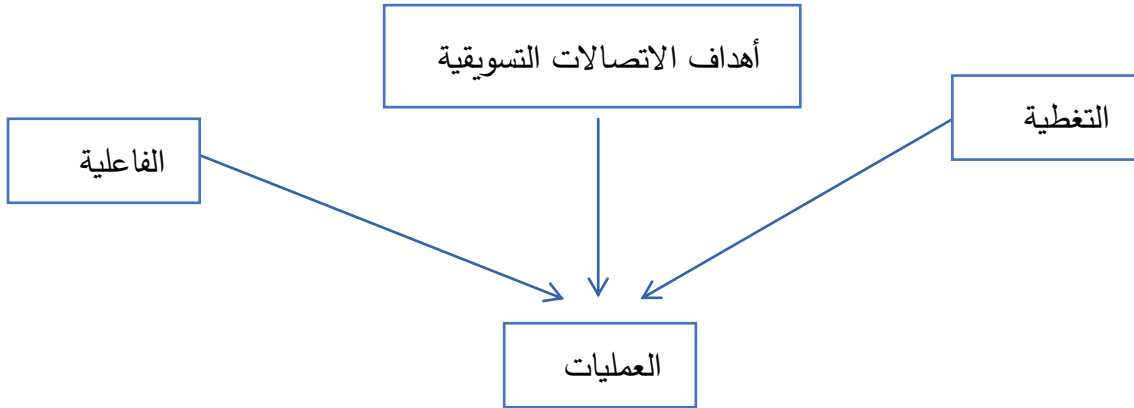 أهداف الاتصالات التسويقية
التغطية
الفاعلية
العمليات